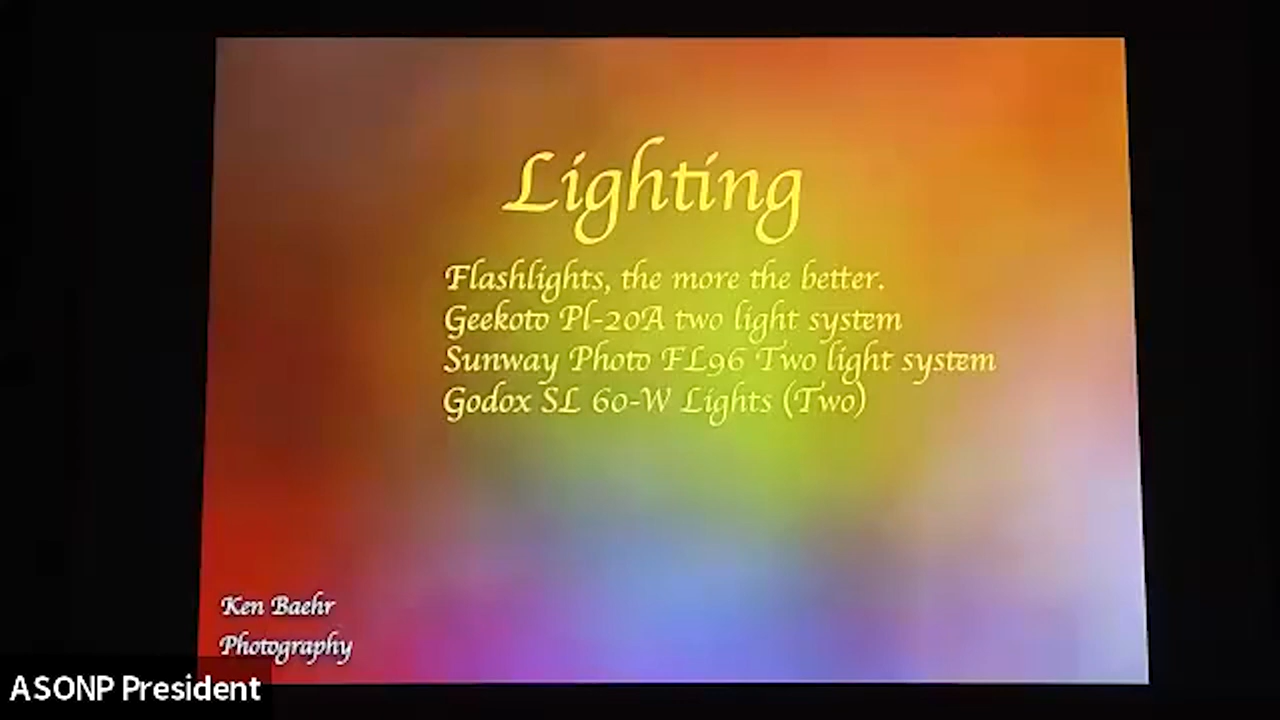 Lighting
Flashlights, the more the better.
Geekoto Pl-20A two light system
Sunway Photo FL96 Two light system
Godox SL 60-W Lights (Two)
Ken Baehr
Photography
ASONP President